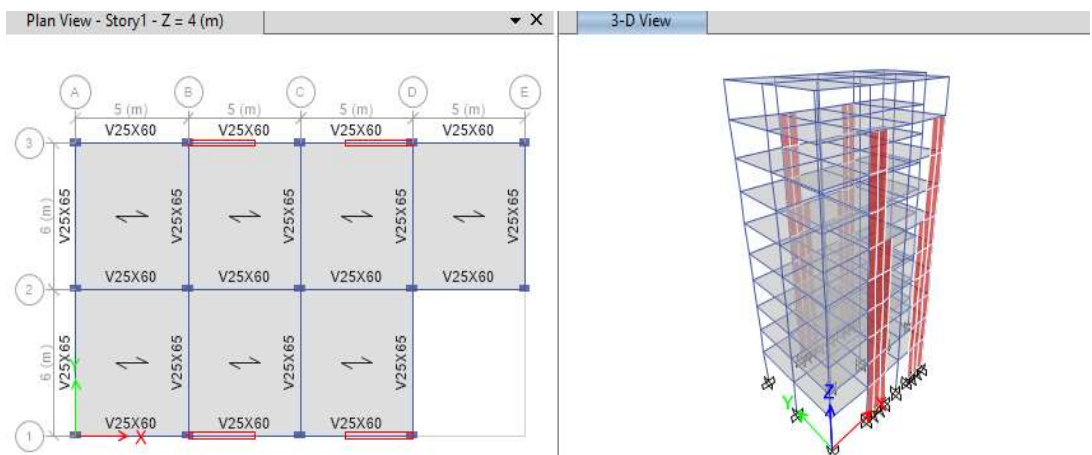 Plan View - Story1 - Z = 4 (m)
3-D View
A B C D E
5 (m) 5 (m) 5 (m) 5 (m)
V25X60 V25X60 V25X60 V25X60
3
6 (m)
V25X65 V25X65 V25X65 V25X65 V25X65
V25X60 V25X60 V25X60 V25X60
2
6 (m)
V25X65 V25X65 V25X65 V25X65
Y
V25X60 V25X60 V25X60
1
X
Z
Y
X